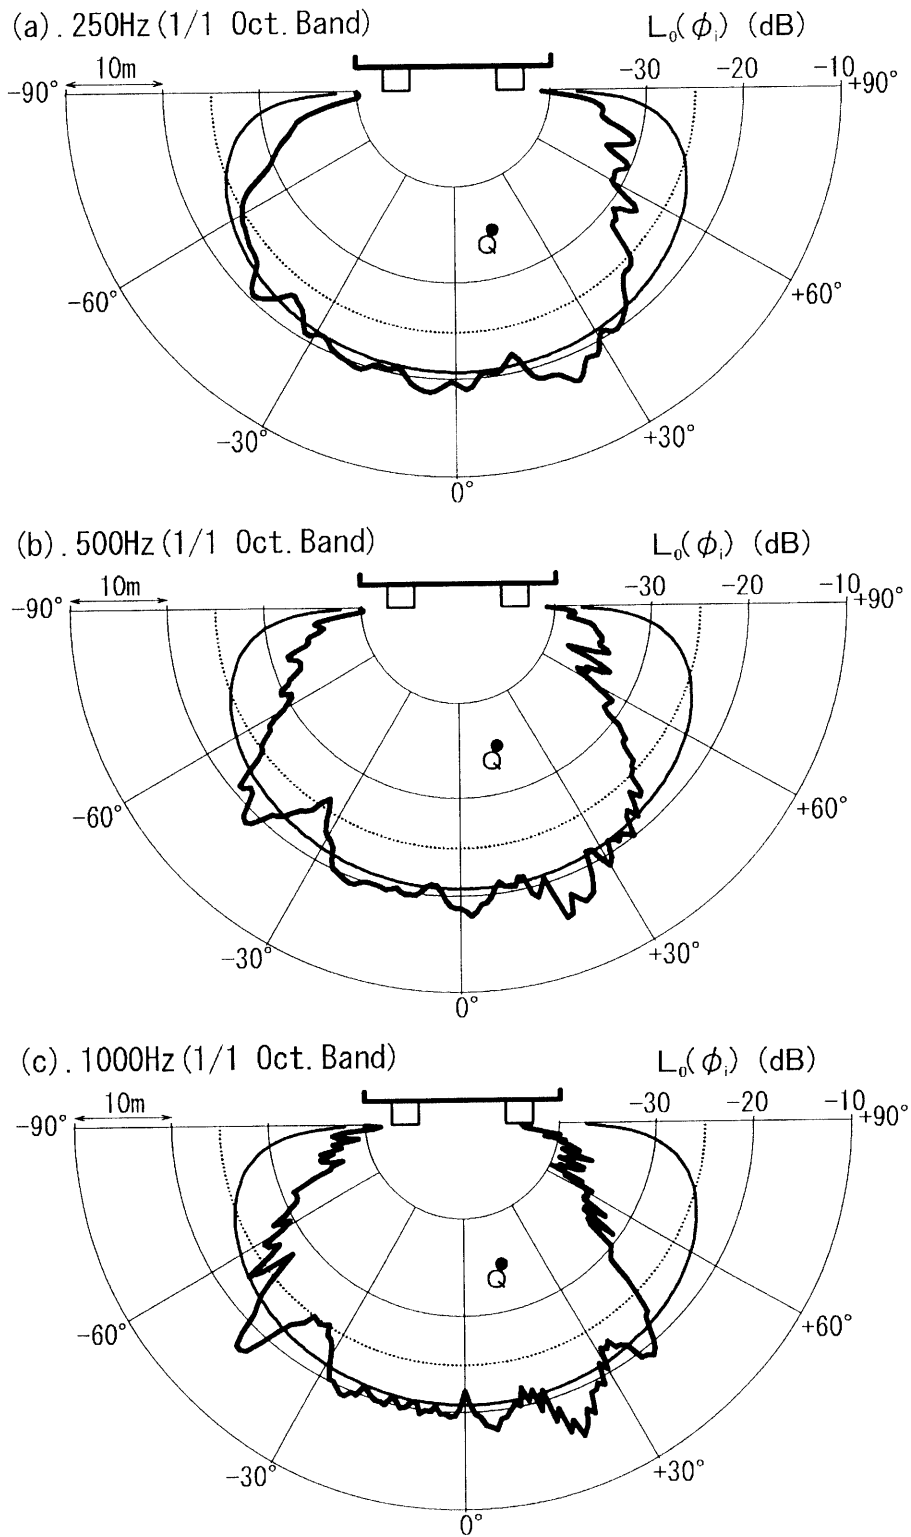 (a). 250Hz(1/1 Oct. Band) L₀(ϕᵢ) (dB)
10m -30 -20 -10
-90° +90°
Q
-60° +60°
-30° +30°
0°
(b). 500Hz(1/1 Oct. Band) L₀(ϕᵢ) (dB)
10m -30 -20 -10
-90° +90°
Q
-60° +60°
-30° +30°
0°
(c). 1000Hz(1/1 Oct. Band) L₀(ϕᵢ) (dB)
10m -30 -20 -10
-90° +90°
Q
-60° +60°
-30° +30°
0°